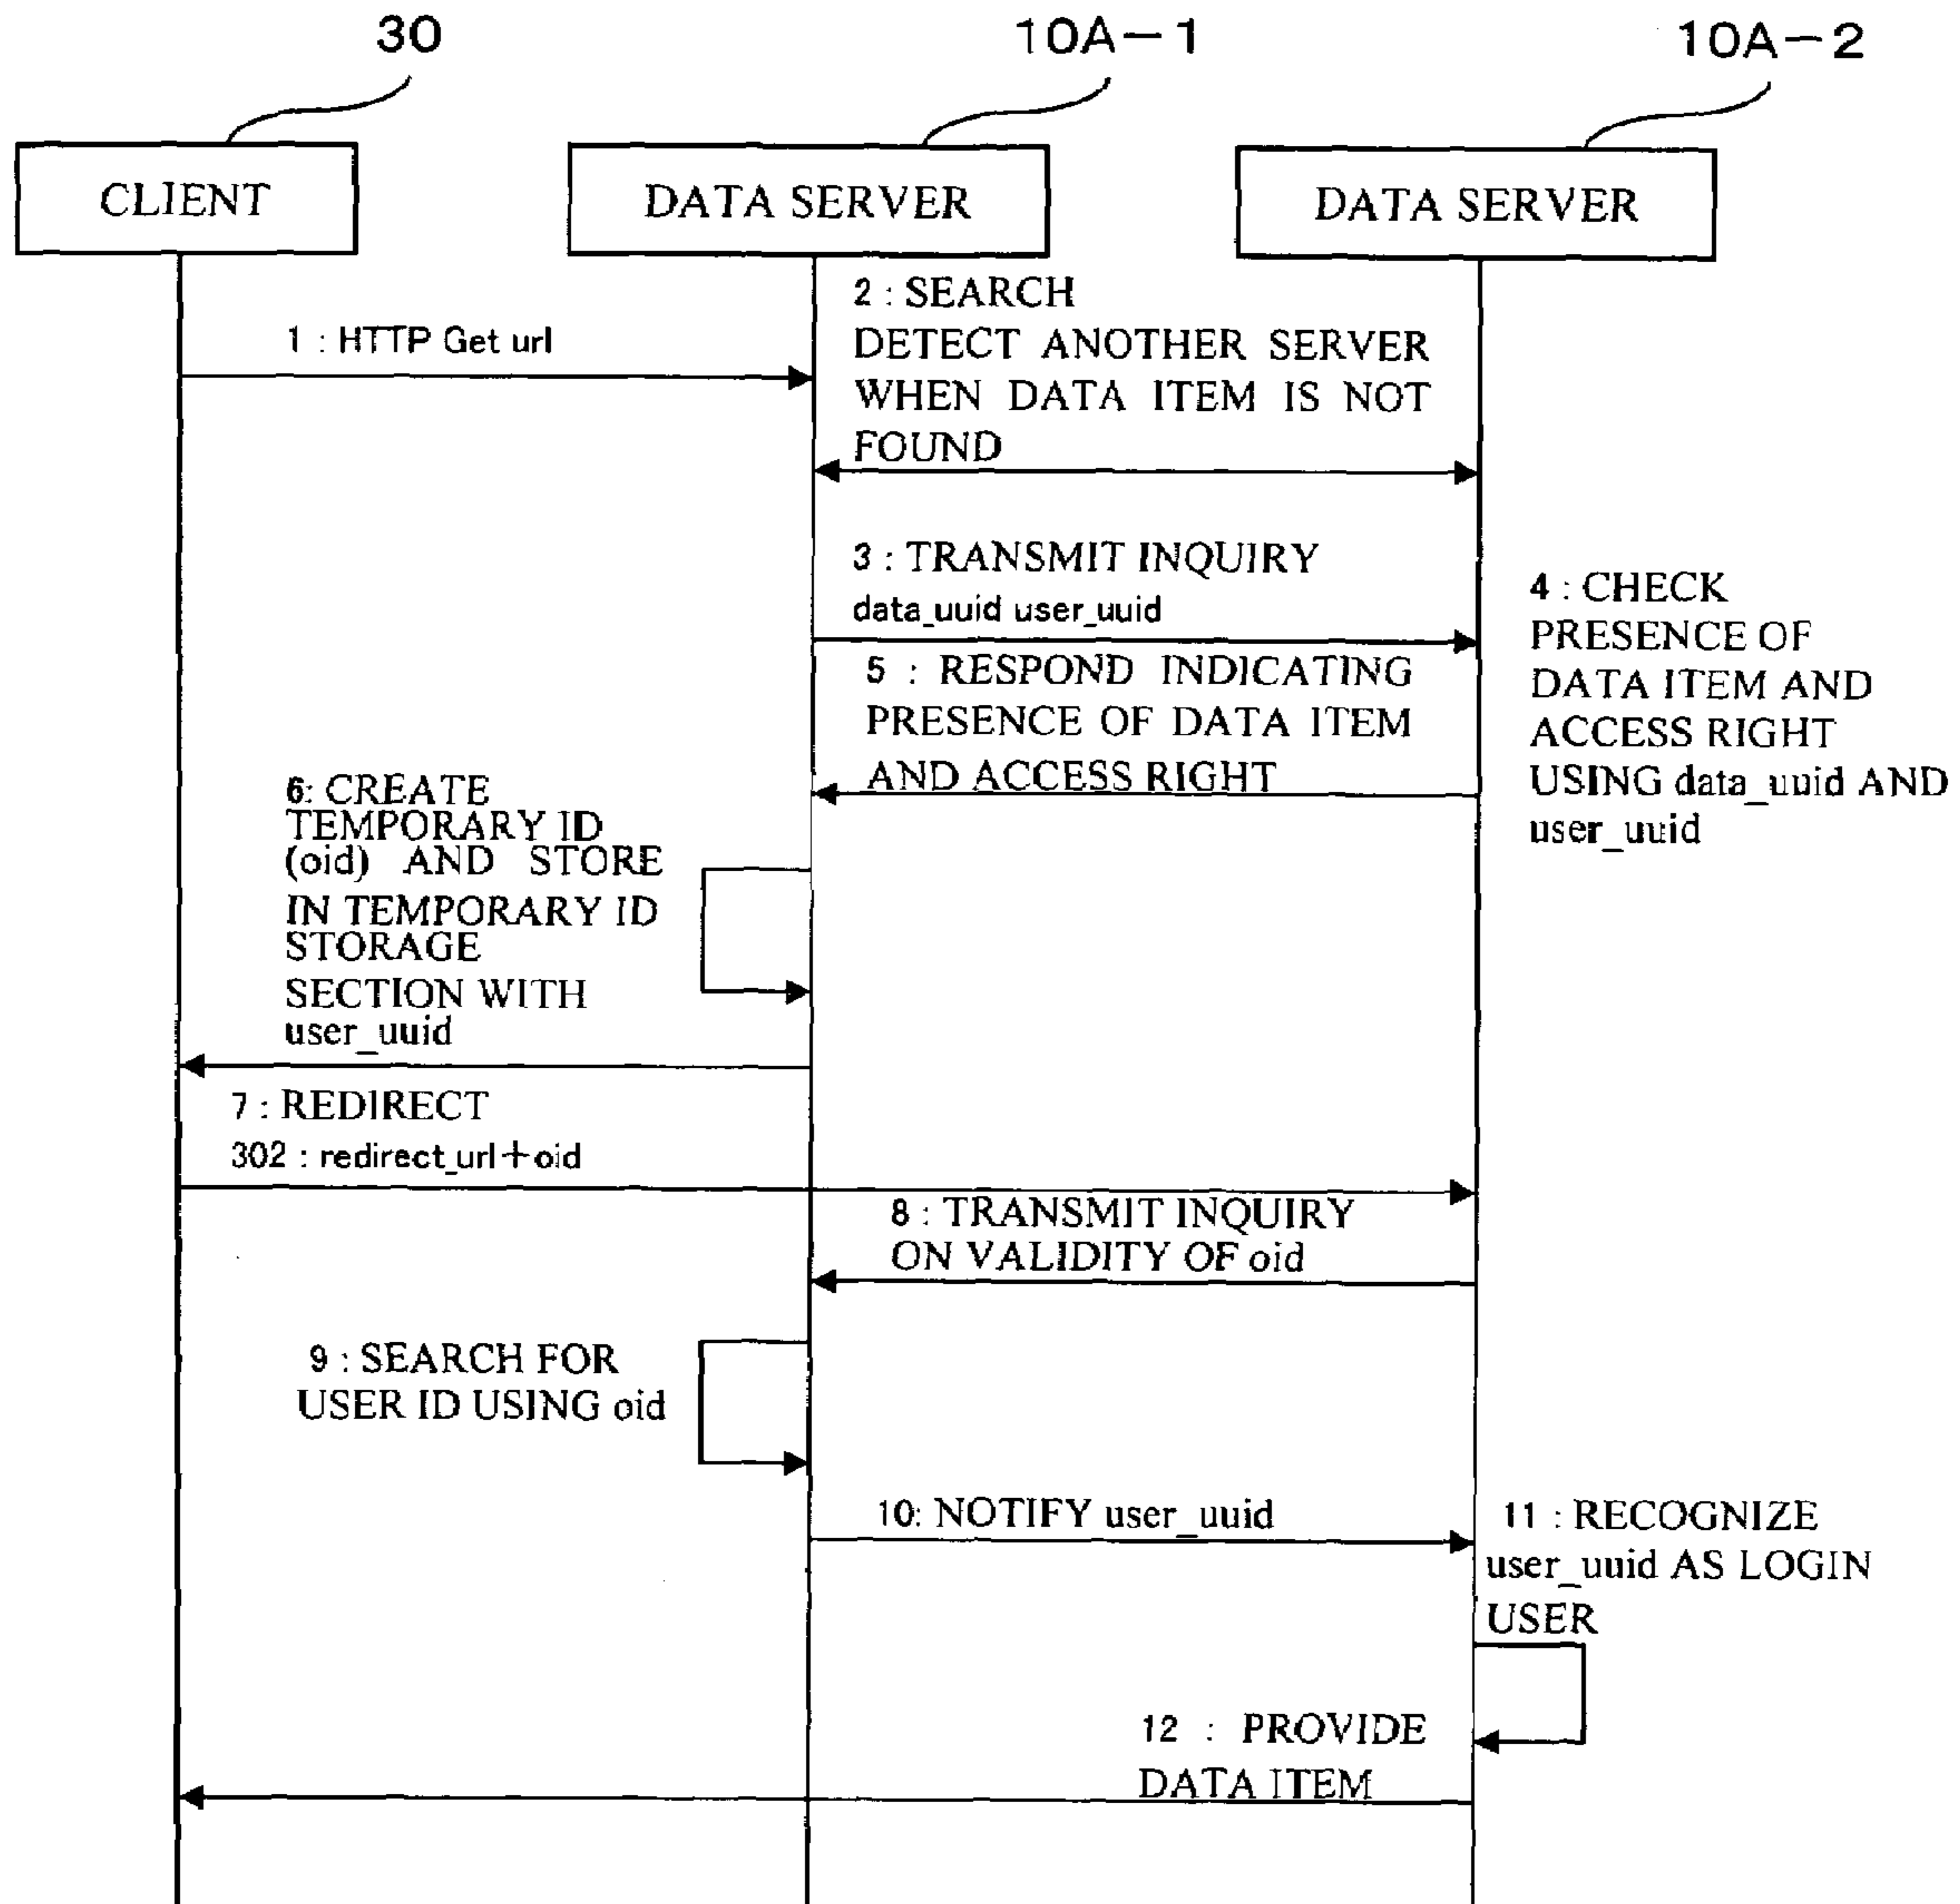 30
10A-1
10A-2
CLIENT
DATA SERVER
DATA SERVER
1 : HTTP Get url
2 : SEARCH
DETECT ANOTHER SERVER
WHEN DATA ITEM IS NOT
FOUND
3 : TRANSMIT INQUIRY
data_uuid user_uuid
4 : CHECK
PRESENCE OF
DATA ITEM AND
ACCESS RIGHT
USING data_uuid AND
user_uuid
5 : RESPOND INDICATING
PRESENCE OF DATA ITEM
AND ACCESS RIGHT
6: CREATE
TEMPORARY ID
(oid) AND STORE
IN TEMPORARY ID
STORAGE
SECTION WITH
user_uuid
7 : REDIRECT
302 : redirect_url+oid
8 : TRANSMIT INQUIRY
ON VALIDITY OF oid
9 : SEARCH FOR
USER ID USING oid
10: NOTIFY user_uuid
11 : RECOGNIZE
user_uuid AS LOGIN
USER
12 : PROVIDE
DATA ITEM